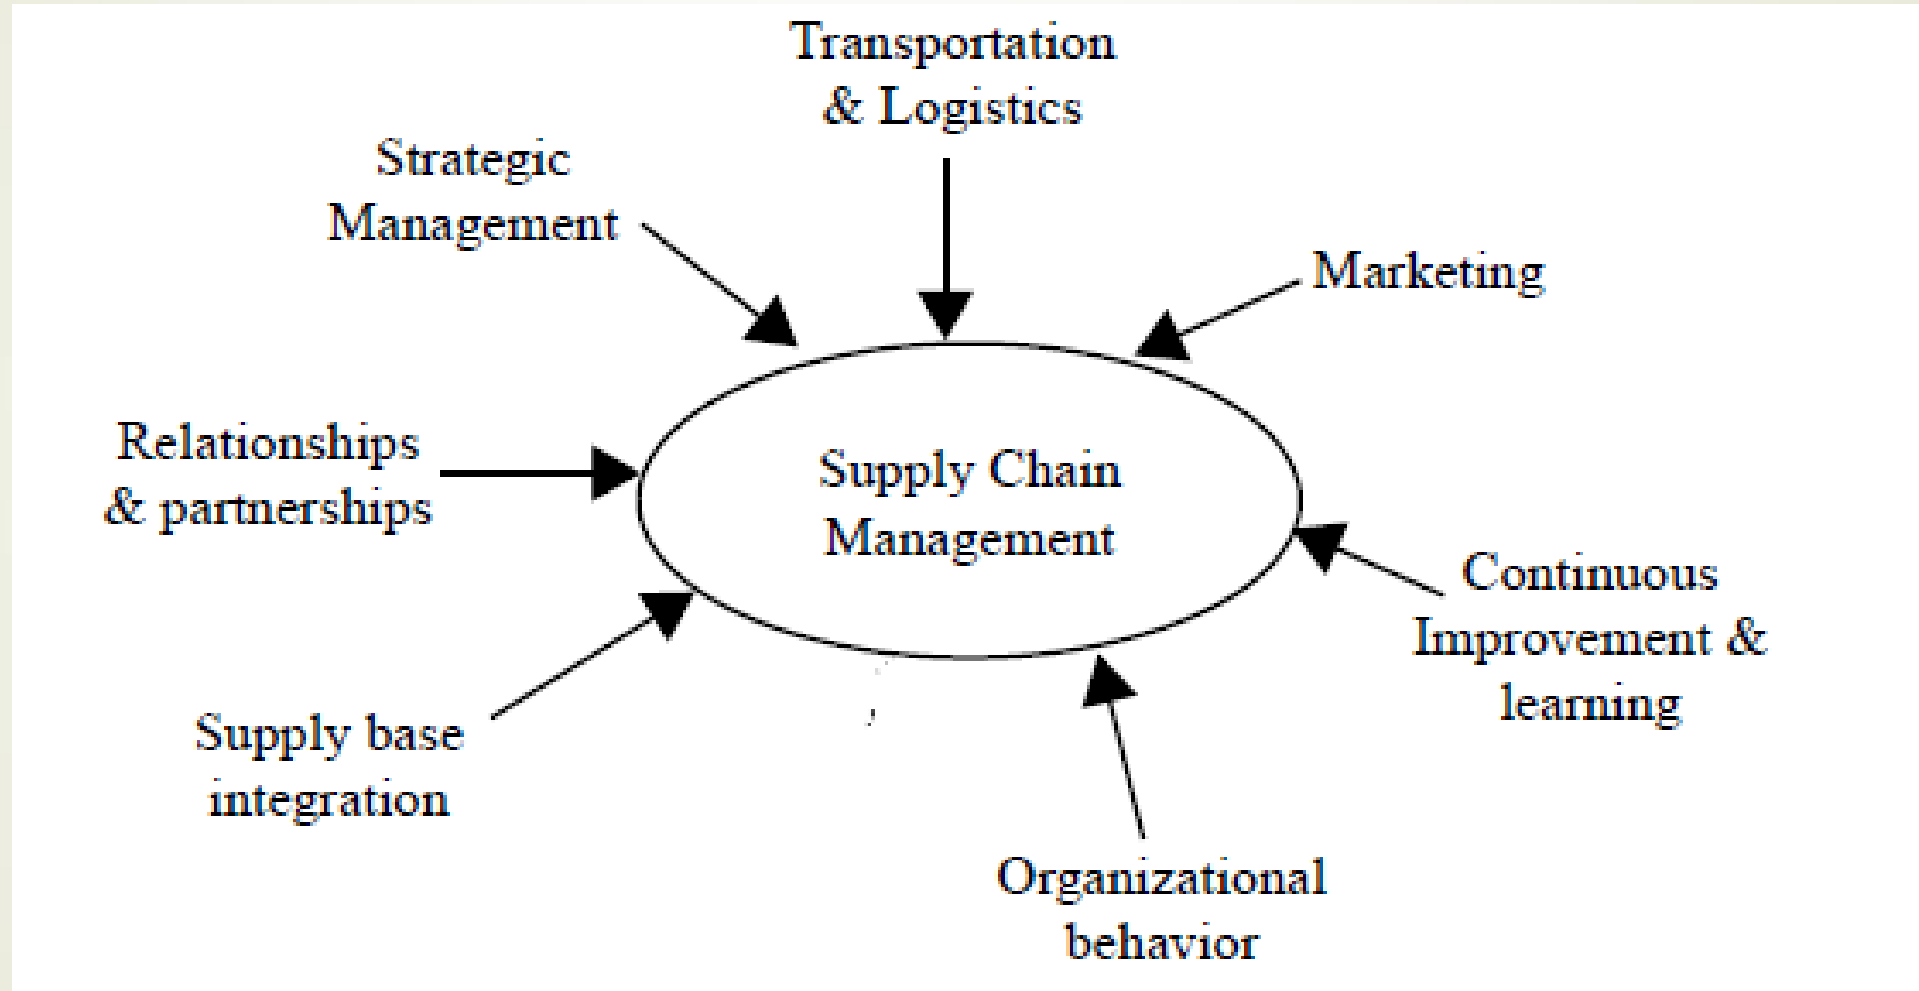 Transportation
& Logistics
Strategic
Management
Marketing
Relationships
& partnerships
Supply Chain
Management
Continuous
Improvement &
learning
Supply base
integration
Organizational
behavior